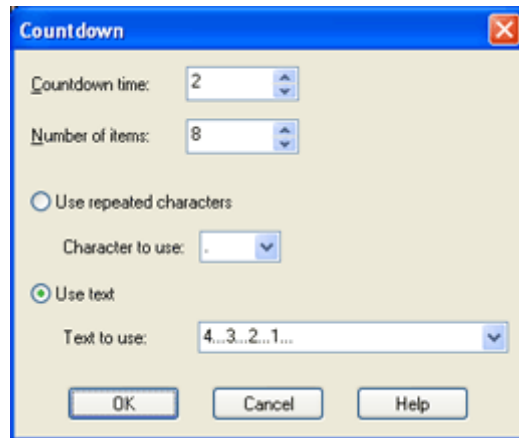 Countdown
Countdown time: 2
Number of items: 8
Use repeated characters
Character to use: .
Use text
Text to use: 4...3...2...1...
OK Cancel Help